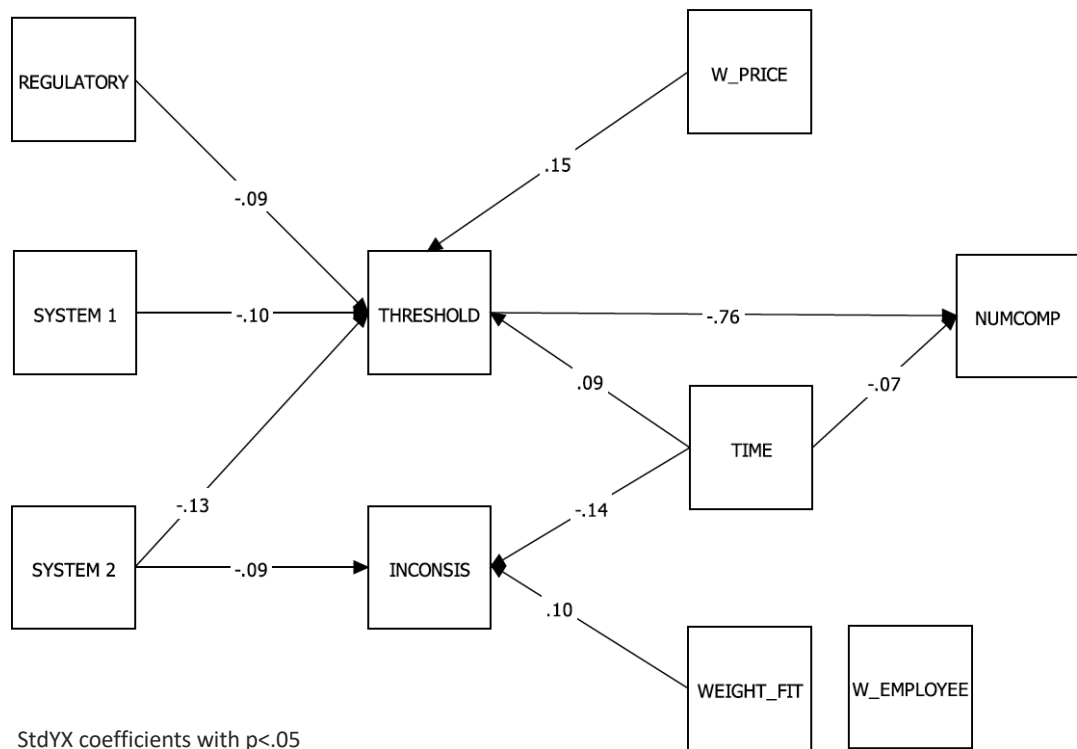 REGULATORY
W_PRICE
-.09
.15
SYSTEM 1
-.10
THRESHOLD
-.76
NUMCOMP
.09
-.07
TIME
-.13
-.14
SYSTEM 2
-.09
INCONSIS
.10
WEIGHT_FIT
W_EMPLOYEE
StdYX coefficients with p<.05